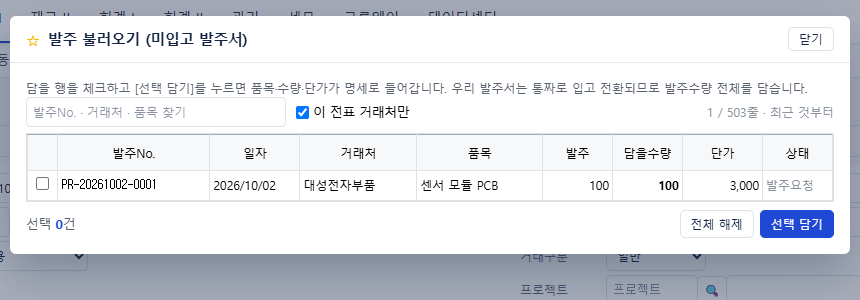 ☆ 발주 불러오기 (미입고 발주서) 닫기
담을 행을 체크하고 [선택 담기]를 누르면 품목·수량·단가가 명세로 들어갑니다. 우리 발주서는 통짜로 입고 전환되므로 발주수량 전체를 담습니다.
발주No. · 거래처 · 품목 찾기 이 전표 거래처만 1 / 503줄 · 최근 것부터
발주No. 일자 거래처 품목 발주 담을수량 단가 상태
PR-20261002-0001 2026/10/02 대성전자부품 센서 모듈 PCB 100 100 3,000 발주요청
선택 0건 전체 해제 선택 담기
거래구분 일반
프로젝트 프로젝트